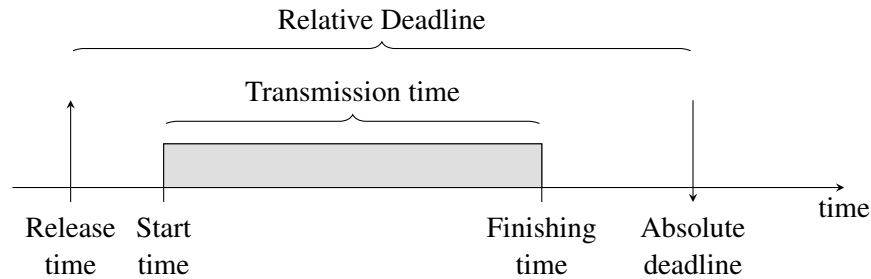 Relative Deadline
Transmission time
time
Release
time
Start
time
Finishing
time
Absolute
deadline